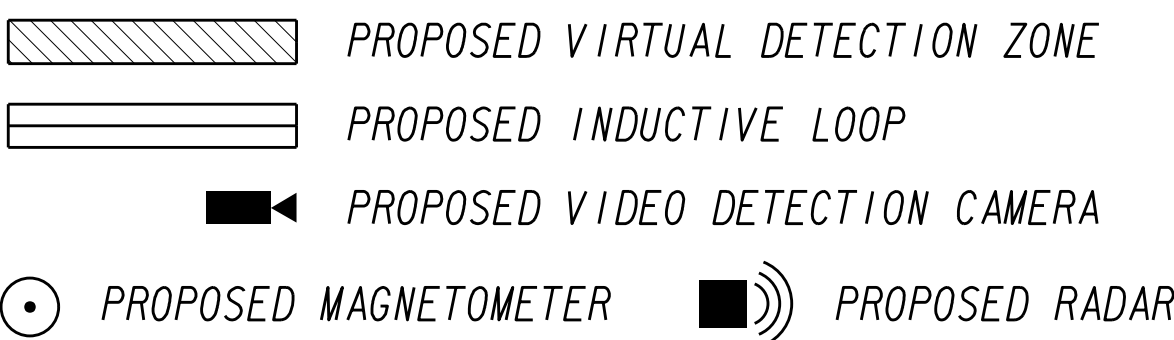 PROPOSED VIRTUAL DETECTION ZONE
PROPOSED INDUCTIVE LOOP
PROPOSED VIDEO DETECTION CAMERA
PROPOSED MAGNETOMETER PROPOSED RADAR